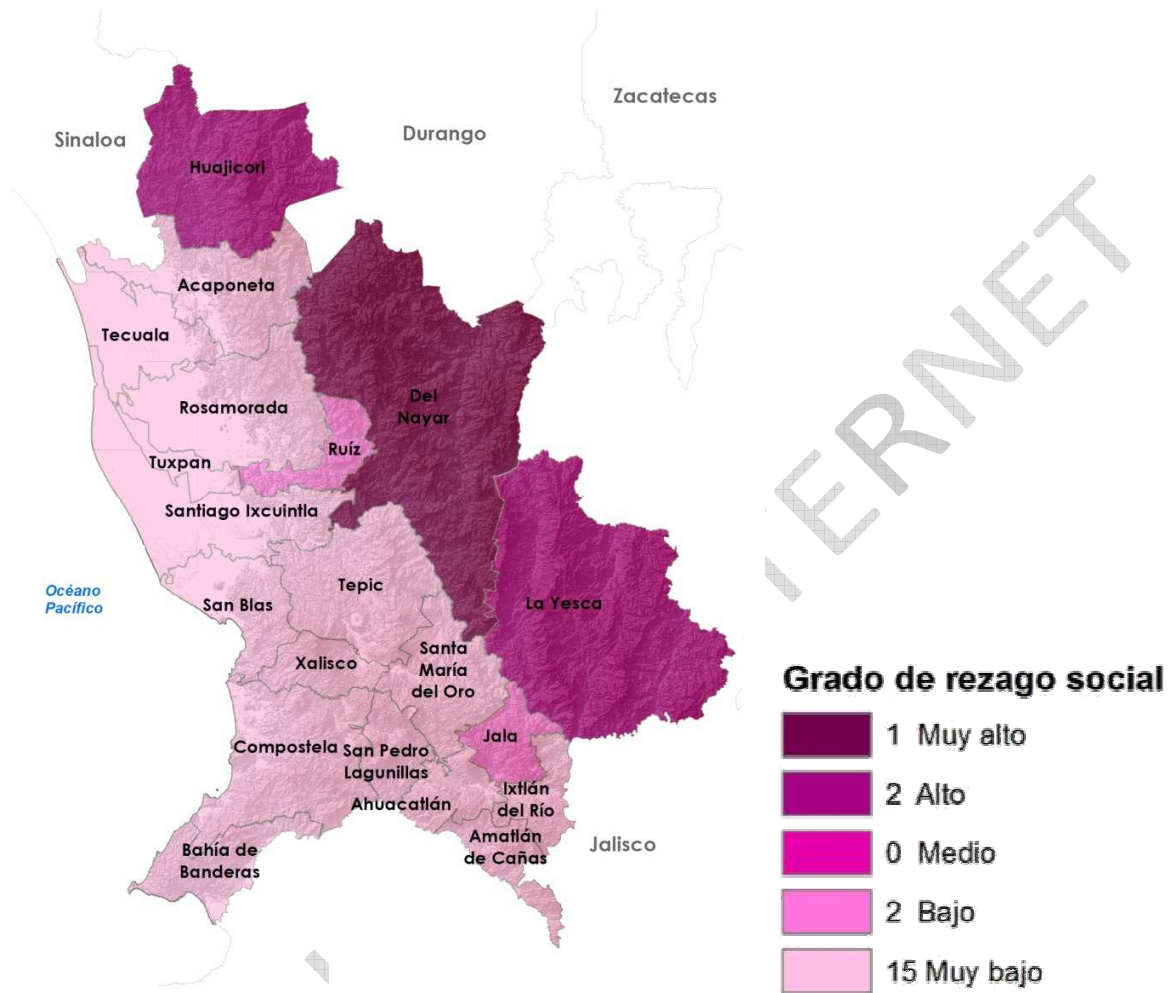 Zacatecas
Sinaloa
Durango
Huajicori
Acaponeta
Tecuala
Del
Nayar
Rosamorada
Ruíz
Tuxpan
Santiago Ixcuintla
Océano
Pacífico
Tepic
San Blas
La Yesca
Santa
María
del Oro
Xalisco
Jala
Compostela
San Pedro
Lagunillas
Ixtlán
del Río
Ahuacatlán
Amatlán
de Cañas
Jalisco
Bahía de
Banderas
Grado de rezago social
1 Muy alto
2 Alto
0 Medio
2 Bajo
15 Muy bajo
TERNET